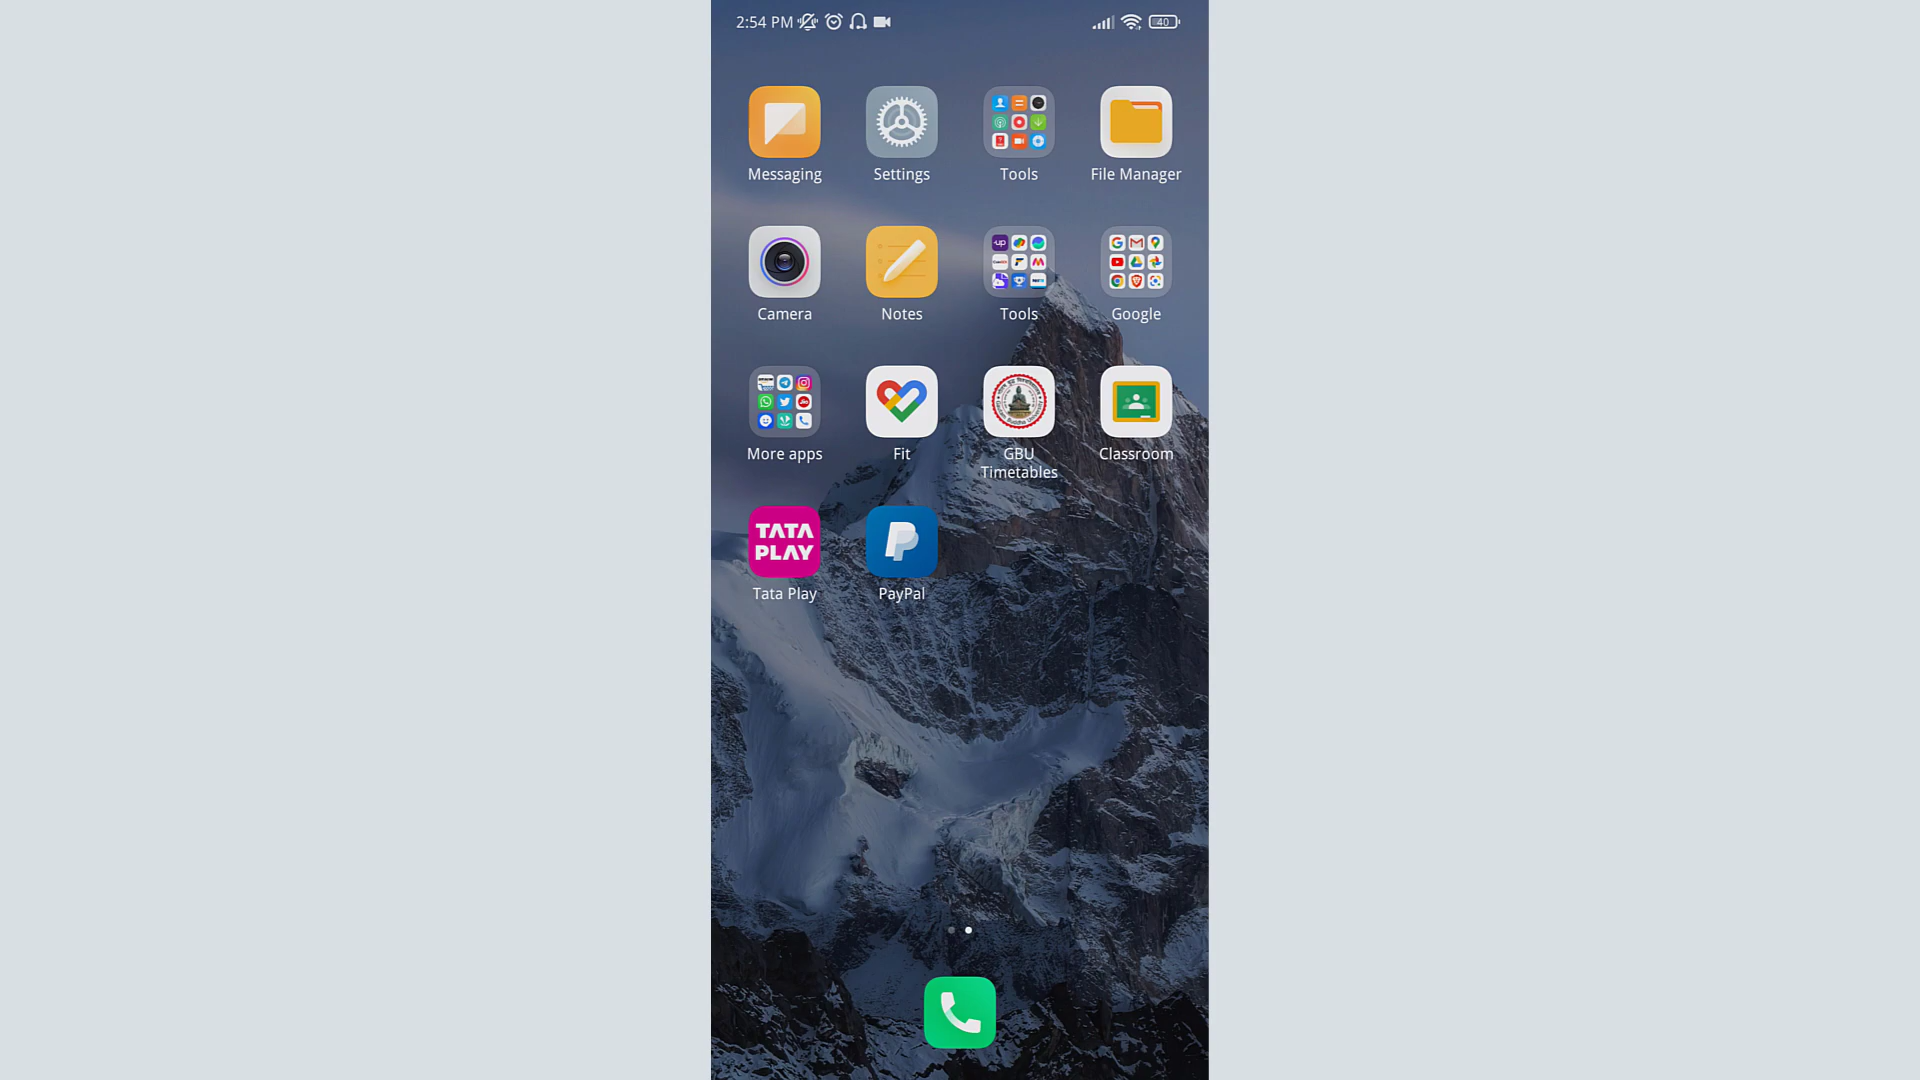 2:54 PM
40
Messaging
Settings
Tools
File Manager
Camera
Notes
Tools
Google
More apps
Fit
GBU
Timetables
Classroom
TATA
PLAY
Tata Play
PayPal